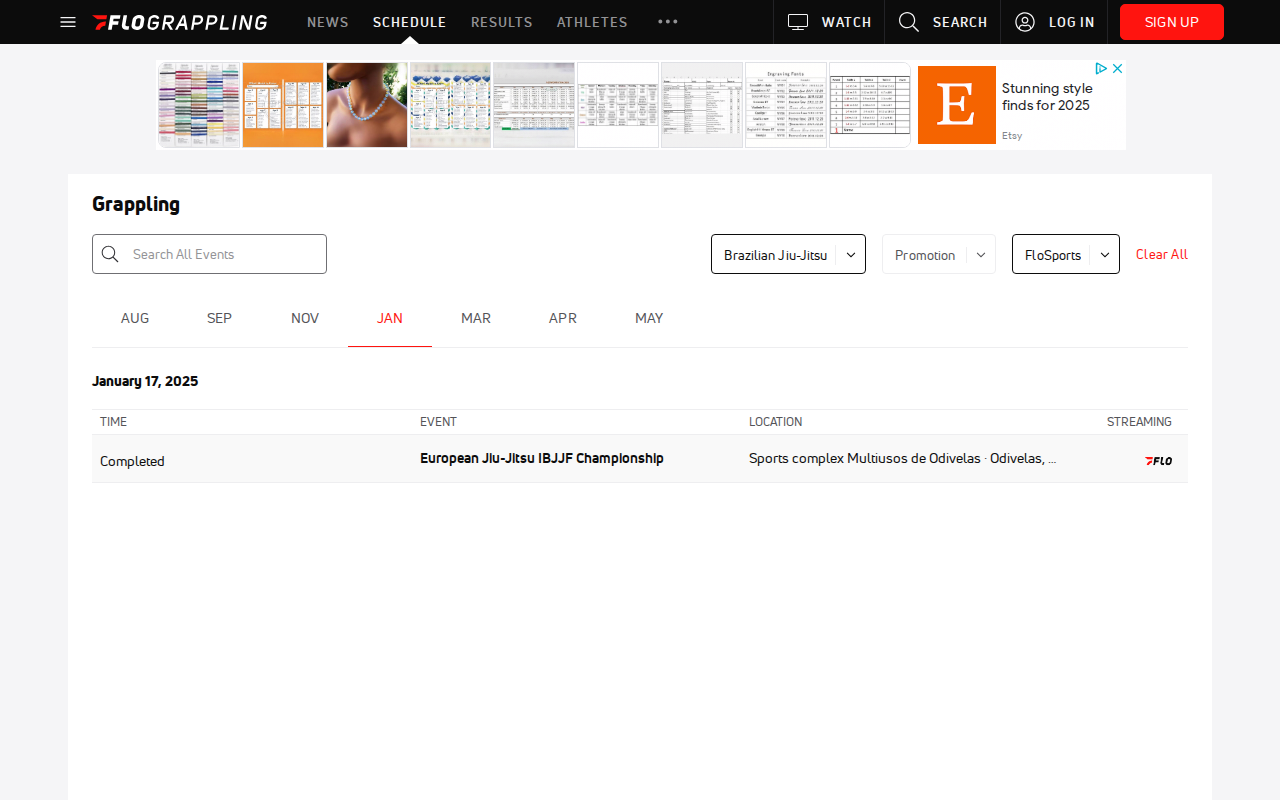 FLOGRAPPLING NEWS SCHEDULE RESULTS ATHLETES ••• WATCH SEARCH LOG IN SIGN UP
Engraving Fonts
E
Stunning style
finds for 2025
Etsy
Grappling
Search All Events
Brazilian Jiu-Jitsu
Promotion
FloSports
Clear All
AUG SEP NOV JAN MAR APR MAY
January 17, 2025
TIME EVENT LOCATION STREAMING
Completed European Jiu-Jitsu IBJJF Championship Sports complex Multiusos de Odivelas · Odivelas, ... FLO